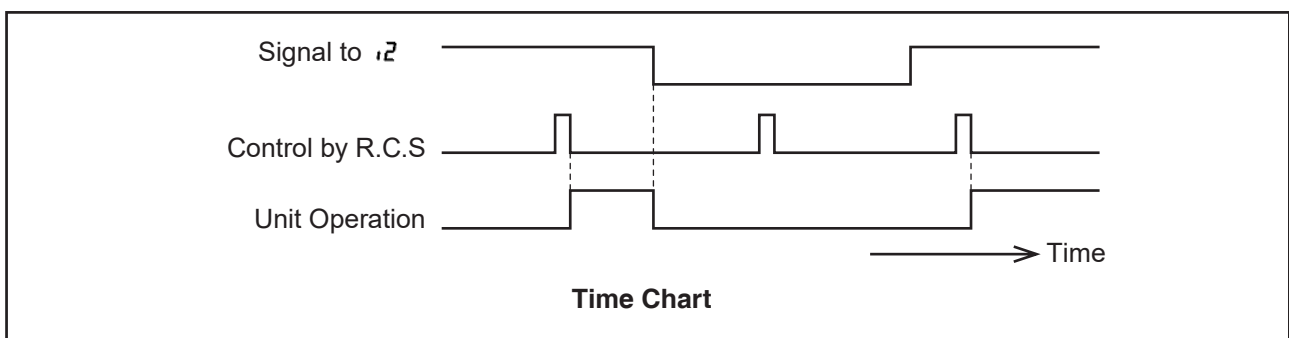 Signal to i2
Control by R.C.S
Unit Operation
Time
Time Chart